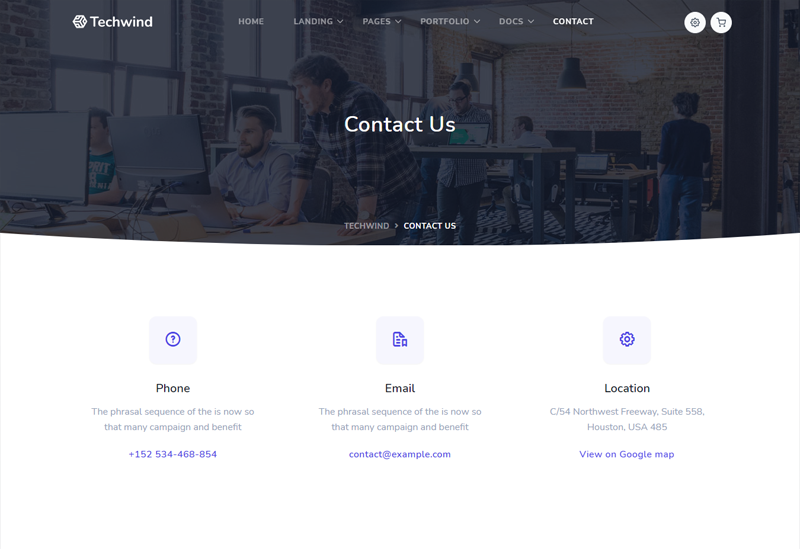 Techwind
HOME LANDING PAGES PORTFOLIO DOCS CONTACT
Contact Us
TECHWIND > CONTACT US
Phone
The phrasal sequence of the is now so
that many campaign and benefit
+152 534-468-854
Email
The phrasal sequence of the is now so
that many campaign and benefit
contact@example.com
Location
C/54 Northwest Freeway, Suite 558,
Houston, USA 485
View on Google map